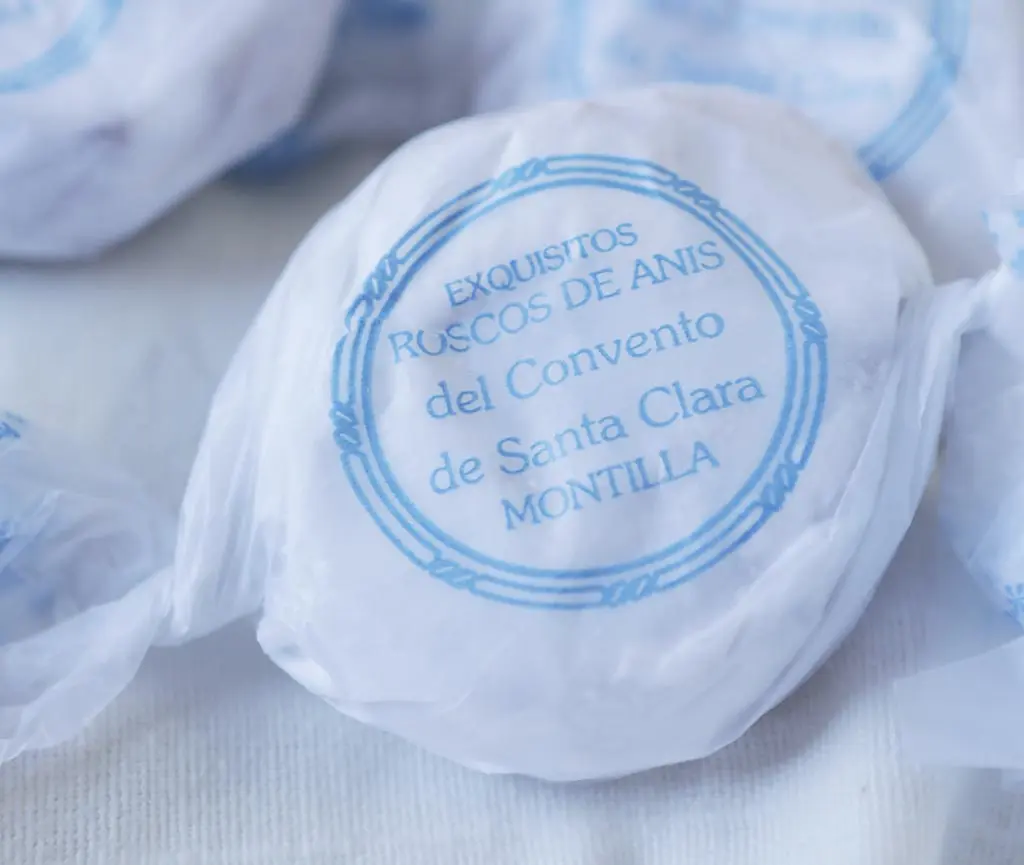 EXQUISITOS
ROSCOS DE ANIS
del Convento
de Santa Clara
MONTILLA